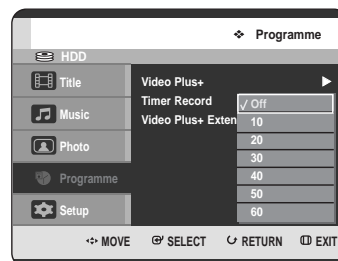 ❖ Programme
HDD
Title
Music
Photo
Programme
Setup
Video Plus+ ►
Timer Record
Video Plus+ Exten
√ Off
10
20
30
40
50
60
MOVE SELECT RETURN EXIT